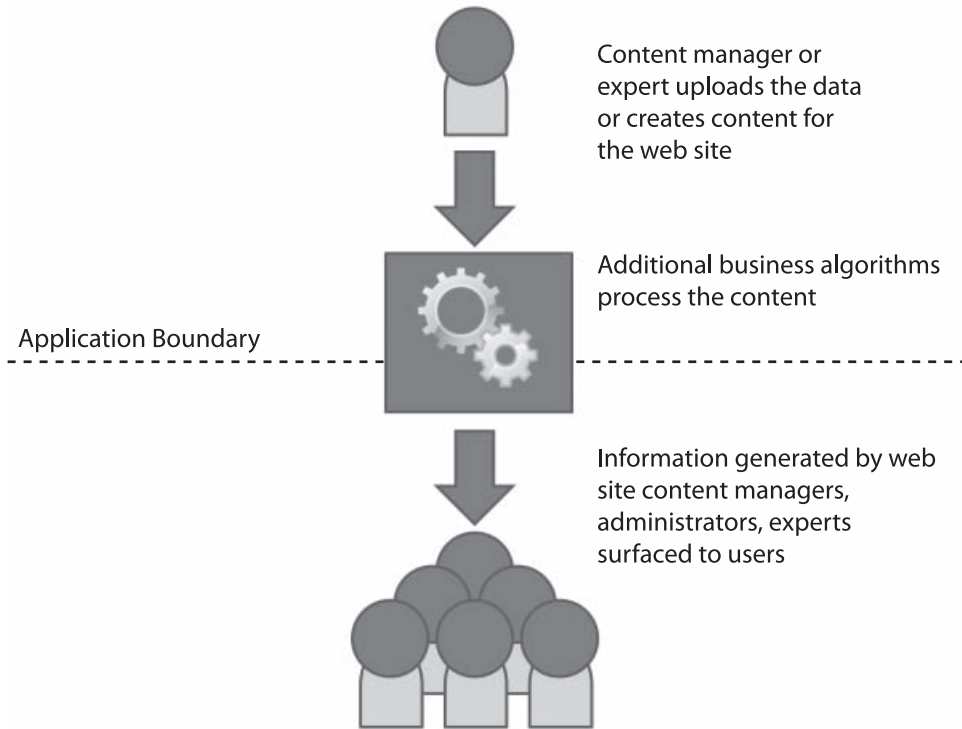 Content manager or
expert uploads the data
or creates content for
the web site
Additional business algorithms
process the content
Application Boundary
Information generated by web
site content managers,
administrators, experts
surfaced to users